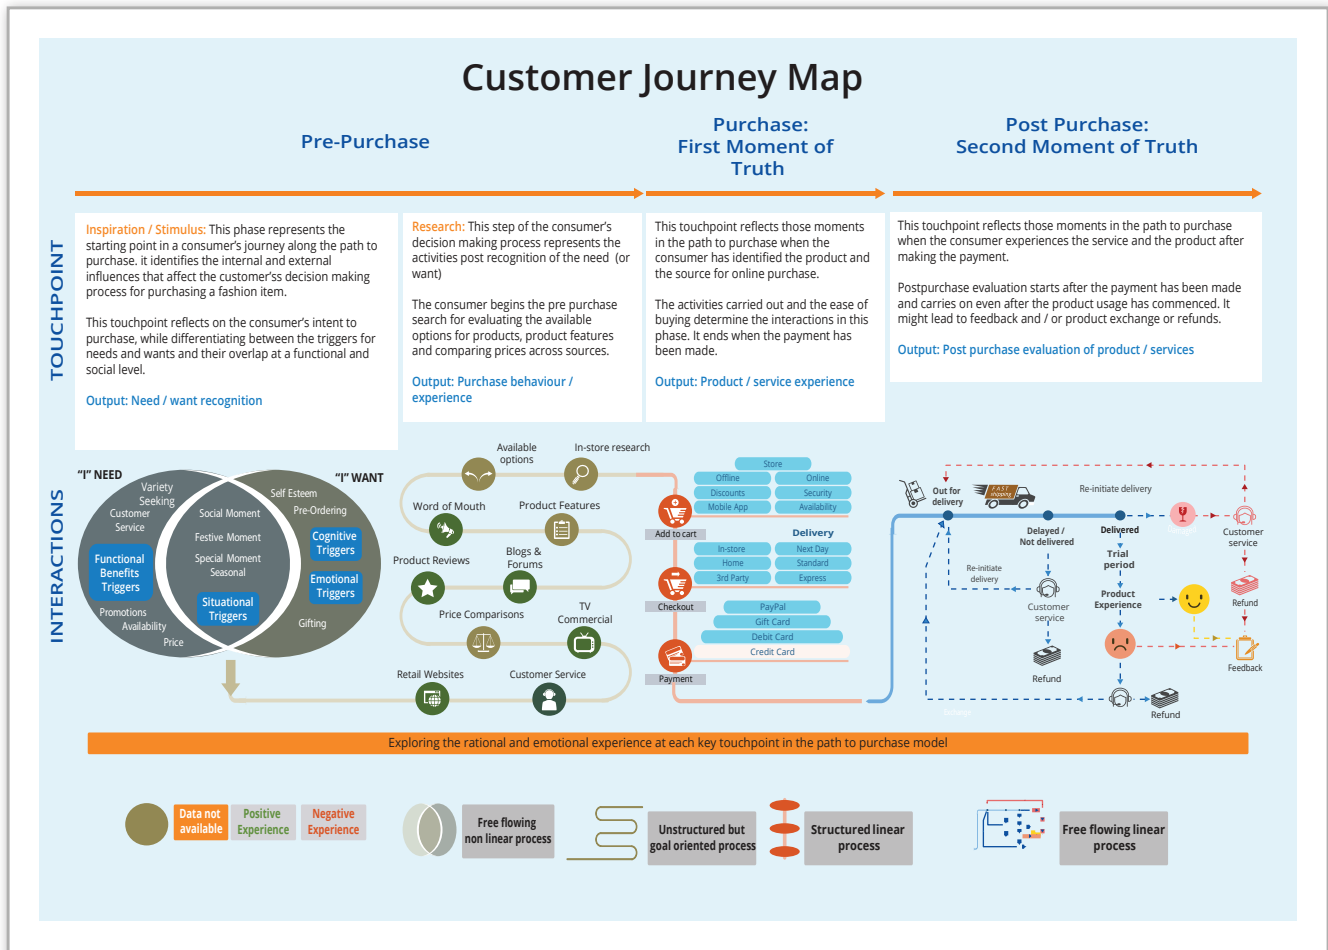 Customer Journey Map
Pre-Purchase
Purchase:
First Moment of
Truth
Post Purchase:
Second Moment of Truth
TOUCHPOINT
Inspiration / Stimulus: This phase represents the
starting point in a consumer's journey along the path to
purchase. it identifies the internal and external
influences that affect the customer'ss decision making
process for purchasing a fashion item.
This touchpoint reflects on the consumer's intent to
purchase, while differentiating between the triggers for
needs and wants and their overlap at a functional and
social level.
Output: Need / want recognition
Research: This step of the consumer's
decision making process represents the
activities post recognition of the need (or
want)
The consumer begins the pre purchase
search for evaluating the available
options for products, product features
and comparing prices across sources.
Output: Purchase behaviour /
experience
This touchpoint reflects those moments
in the path to purchase when the
consumer has identified the product and
the source for online purchase.
The activities carried out and the ease of
buying determine the interactions in this
phase. It ends when the payment has
been made.
Output: Product / service experience
This touchpoint reflects those moments in the path to purchase
when the consumer experiences the service and the product after
making the payment.
Postpurchase evaluation starts after the payment has been made
and carries on even after the product usage has commenced. It
might lead to feedback and / or product exchange or refunds.
Output: Post purchase evaluation of product / services
INTERACTIONS
"I" NEED
"I" WANT
Variety
Seeking
Customer
Service
Functional
Benefits
Triggers
Promotions
Availability
Price
Social Moment
Festive Moment
Special Moment
Seasonal
Situational
Triggers
Self Esteem
Pre-Ordering
Cognitive
Triggers
Emotional
Triggers
Gifting
Available
options
In-store research
Word of Mouth
Product Features
Product Reviews
Blogs &
Forums
Price Comparisons
TV
Commercial
Retail Websites
Customer Service
Add to cart
Checkout
Payment
Store
Offline
Online
Discounts
Security
Mobile App
Availability
Delivery
In-store
Next Day
Home
Standard
3rd Party
Express
PayPal
Gift Card
Debit Card
Credit Card
Out for
delivery
FAST
shopping
Re-initiate delivery
Delayed /
Not delivered
Delivered
Customer
service
Re-initiate
delivery
Trial
period
Product
Experience
Customer
service
Refund
Refund
Feedback
Refund
Exploring the rational and emotional experience at each key touchpoint in the path to purchase model
Data not
available
Positive
Experience
Negative
Experience
Free flowing
non linear process
Unstructured but
goal oriented process
Structured linear
process
Free flowing linear
process